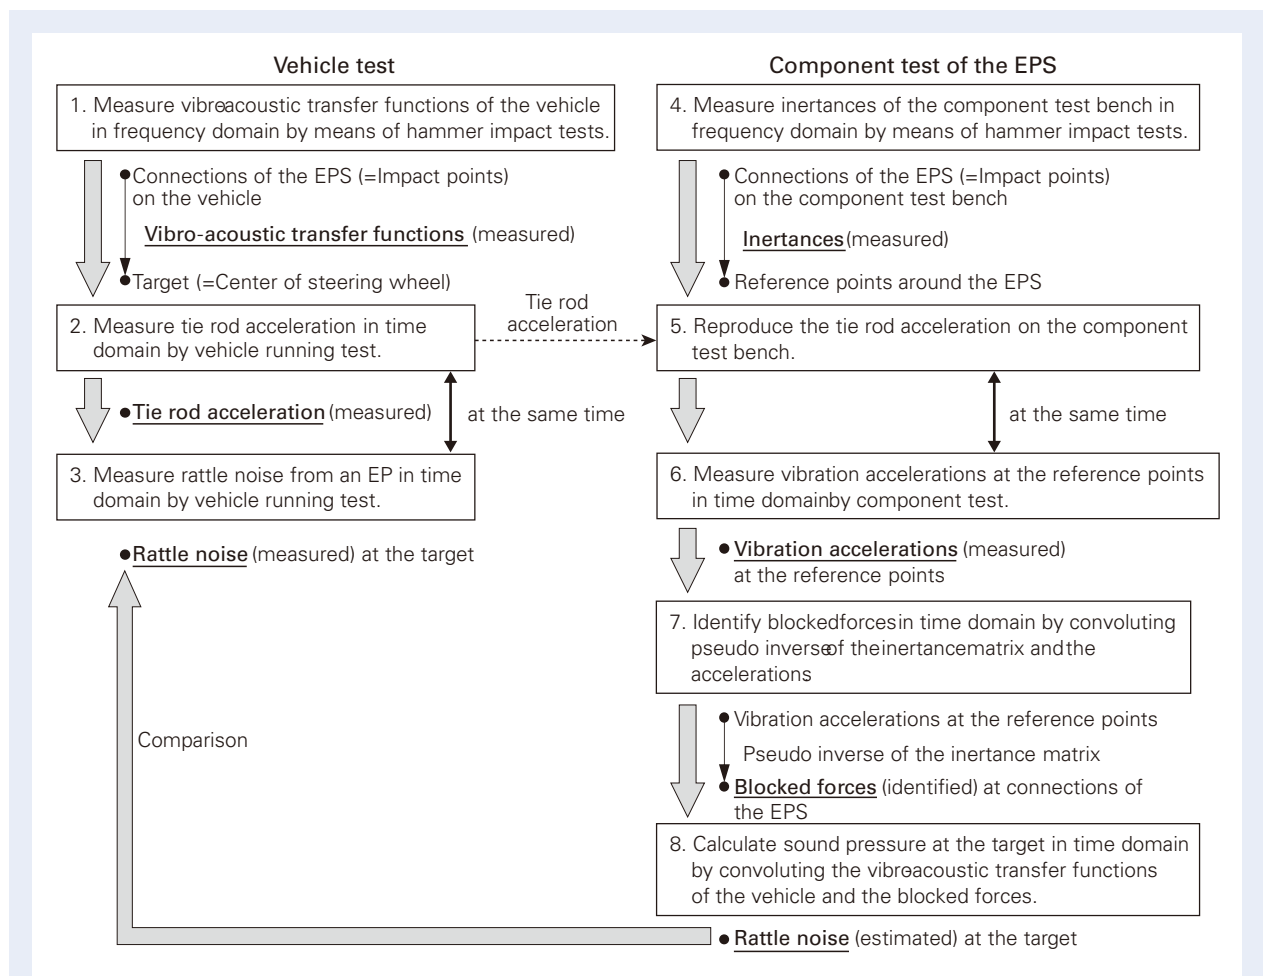 Vehicle test
1. Measure vibroacoustic transfer functions of the vehicle
in frequency domain by means of hammer impact tests.
Connections of the EPS (=Impact points)
on the vehicle
Vibro-acoustic transfer functions (measured)
Target (=Center of steering wheel)
2. Measure tie rod acceleration in time
domain by vehicle running test.
Tie rod acceleration (measured)
at the same time
3. Measure rattle noise from an EP in time
domain by vehicle running test.
Rattle noise (measured) at the target
Comparison
Tie rod
acceleration
Component test of the EPS
4. Measure inertances of the component test bench in
frequency domain by means of hammer impact tests.
Connections of the EPS (=Impact points)
on the component test bench
Inertances (measured)
Reference points around the EPS
5. Reproduce the tie rod acceleration on the component
test bench.
at the same time
6. Measure vibration accelerations at the reference points
in time domainby component test.
Vibration accelerations (measured)
at the reference points
7. Identify blockedforcesin time domain by convoluting
pseudo inverseof theinertancematrix andthe
accelerations
Vibration accelerations at the reference points
Pseudo inverse of the inertance matrix
Blocked forces (identified) at connections of
the EPS
8. Calculate sound pressure at the target in time domain
by convoluting the vibroacoustic transfer functions
of the vehicle and the blocked forces.
Rattle noise (estimated) at the target